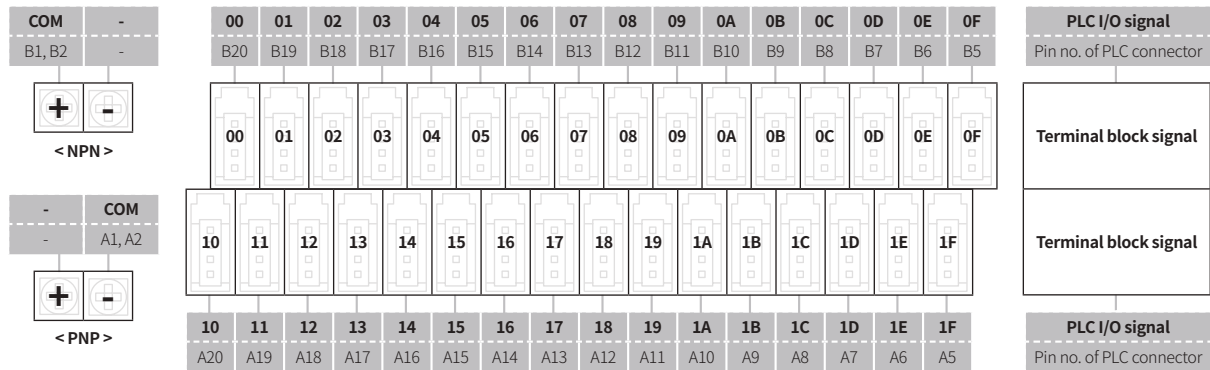 COM -
B1, B2 -
+ -
< NPN >
00 01 02 03 04 05 06 07 08 09 0A 0B 0C 0D 0E 0F
B20 B19 B18 B17 B16 B15 B14 B13 B12 B11 B10 B9 B8 B7 B6 B5
00 01 02 03 04 05 06 07 08 09 0A 0B 0C 0D 0E 0F
PLC I/O signal
Pin no. of PLC connector
Terminal block signal
- COM
- A1, A2
+ -
< PNP >
10 11 12 13 14 15 16 17 18 19 1A 1B 1C 1D 1E 1F
10 11 12 13 14 15 16 17 18 19 1A 1B 1C 1D 1E 1F
A20 A19 A18 A17 A16 A15 A14 A13 A12 A11 A10 A9 A8 A7 A6 A5
Terminal block signal
PLC I/O signal
Pin no. of PLC connector